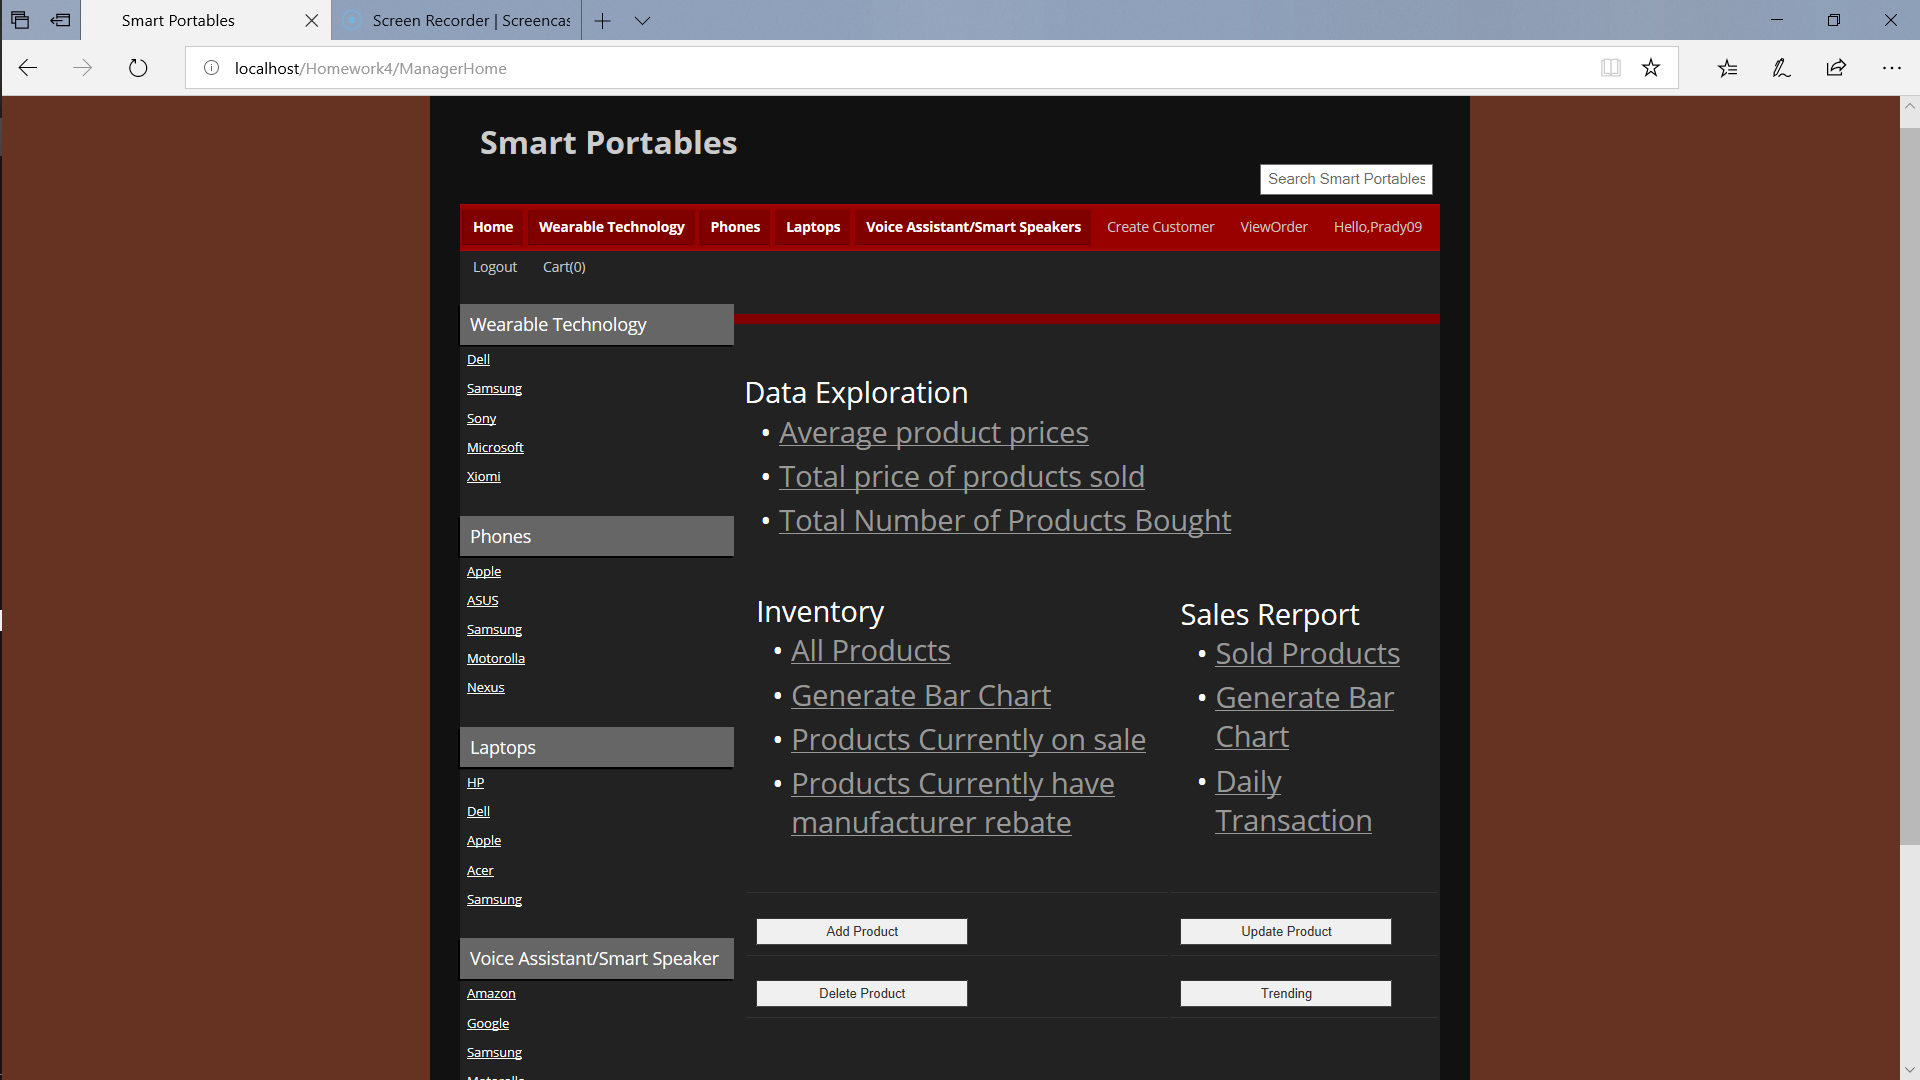 Smart Portables
Screen Recorder | Screencas
localhost/Homework4/ManagerHome
Smart Portables
Search Smart Portables
Home Wearable Technology Phones Laptops Voice Assistant/Smart Speakers Create Customer ViewOrder Hello,Prady09
Logout Cart(0)
Wearable Technology
Dell
Samsung
Sony
Microsoft
Xiomi
Phones
Apple
ASUS
Samsung
Motorolla
Nexus
Laptops
HP
Dell
Apple
Acer
Samsung
Voice Assistant/Smart Speaker
Amazon
Google
Samsung
Data Exploration
• Average product prices
• Total price of products sold
• Total Number of Products Bought
Inventory
• All Products
• Generate Bar Chart
• Products Currently on sale
• Products Currently have
manufacturer rebate
Sales Rerport
• Sold Products
• Generate Bar
Chart
• Daily
Transaction
Add Product
Update Product
Delete Product
Trending